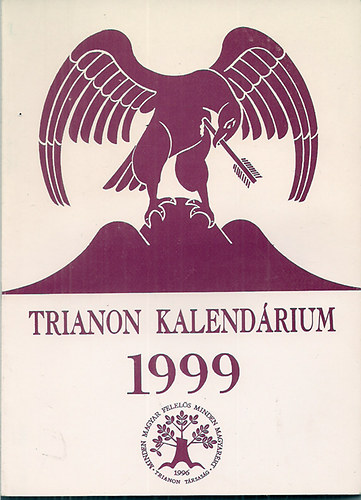 TRIANON KALENDÁRIUM
1999
MINDEN MAGYAR FELELŐS MINDEN MAGYARÉRT
1996
TRIANON TÁRSASÁG